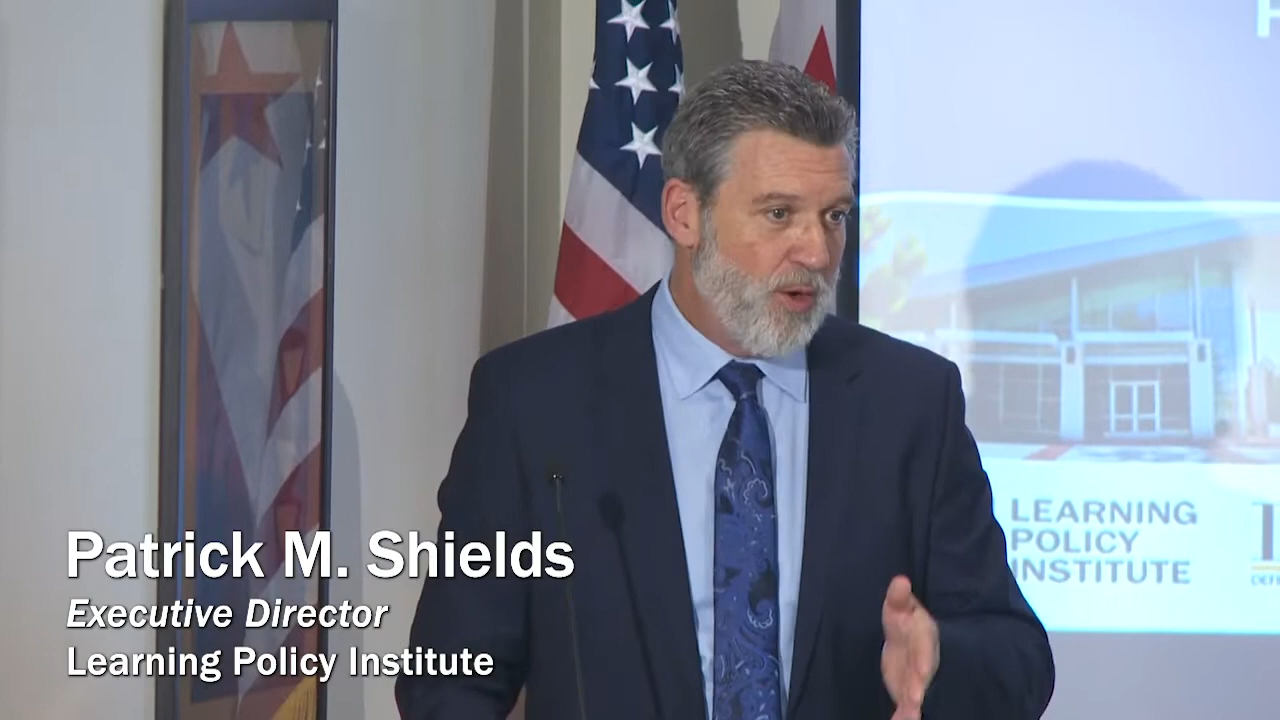 Patrick M. Shields
Executive Director
Learning Policy Institute
LEARNING
POLICY
INSTITUTE